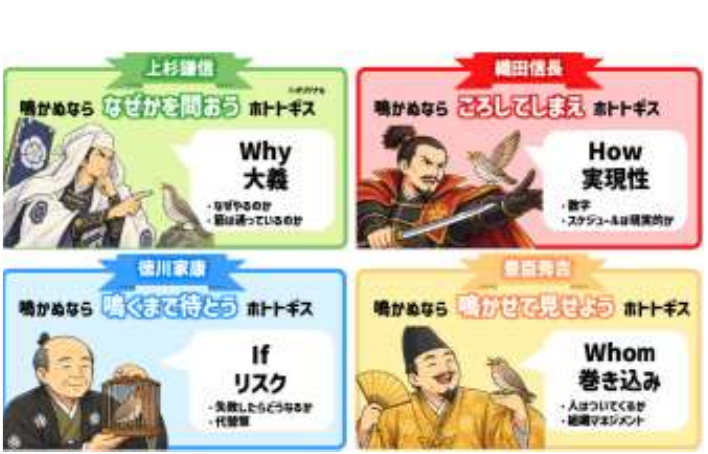 上杉謙信
※オリジナル
鳴かぬなら なぜかを問おう ホトトギス
Why
大義
・なぜやるのか
・筋は通っているのか
織田信長
鳴かぬなら ころしてしまえ ホトトギス
How
実現性
・数字
・スケジュールは現実的か
徳川家康
鳴かぬなら 鳴くまで待とう ホトトギス
If
リスク
・失敗したらどうなるか
・代替案
豊臣秀吉
鳴かぬなら 鳴かせて見せよう ホトトギス
Whom
巻き込み
・人はついてくるか
・組織マネジメント